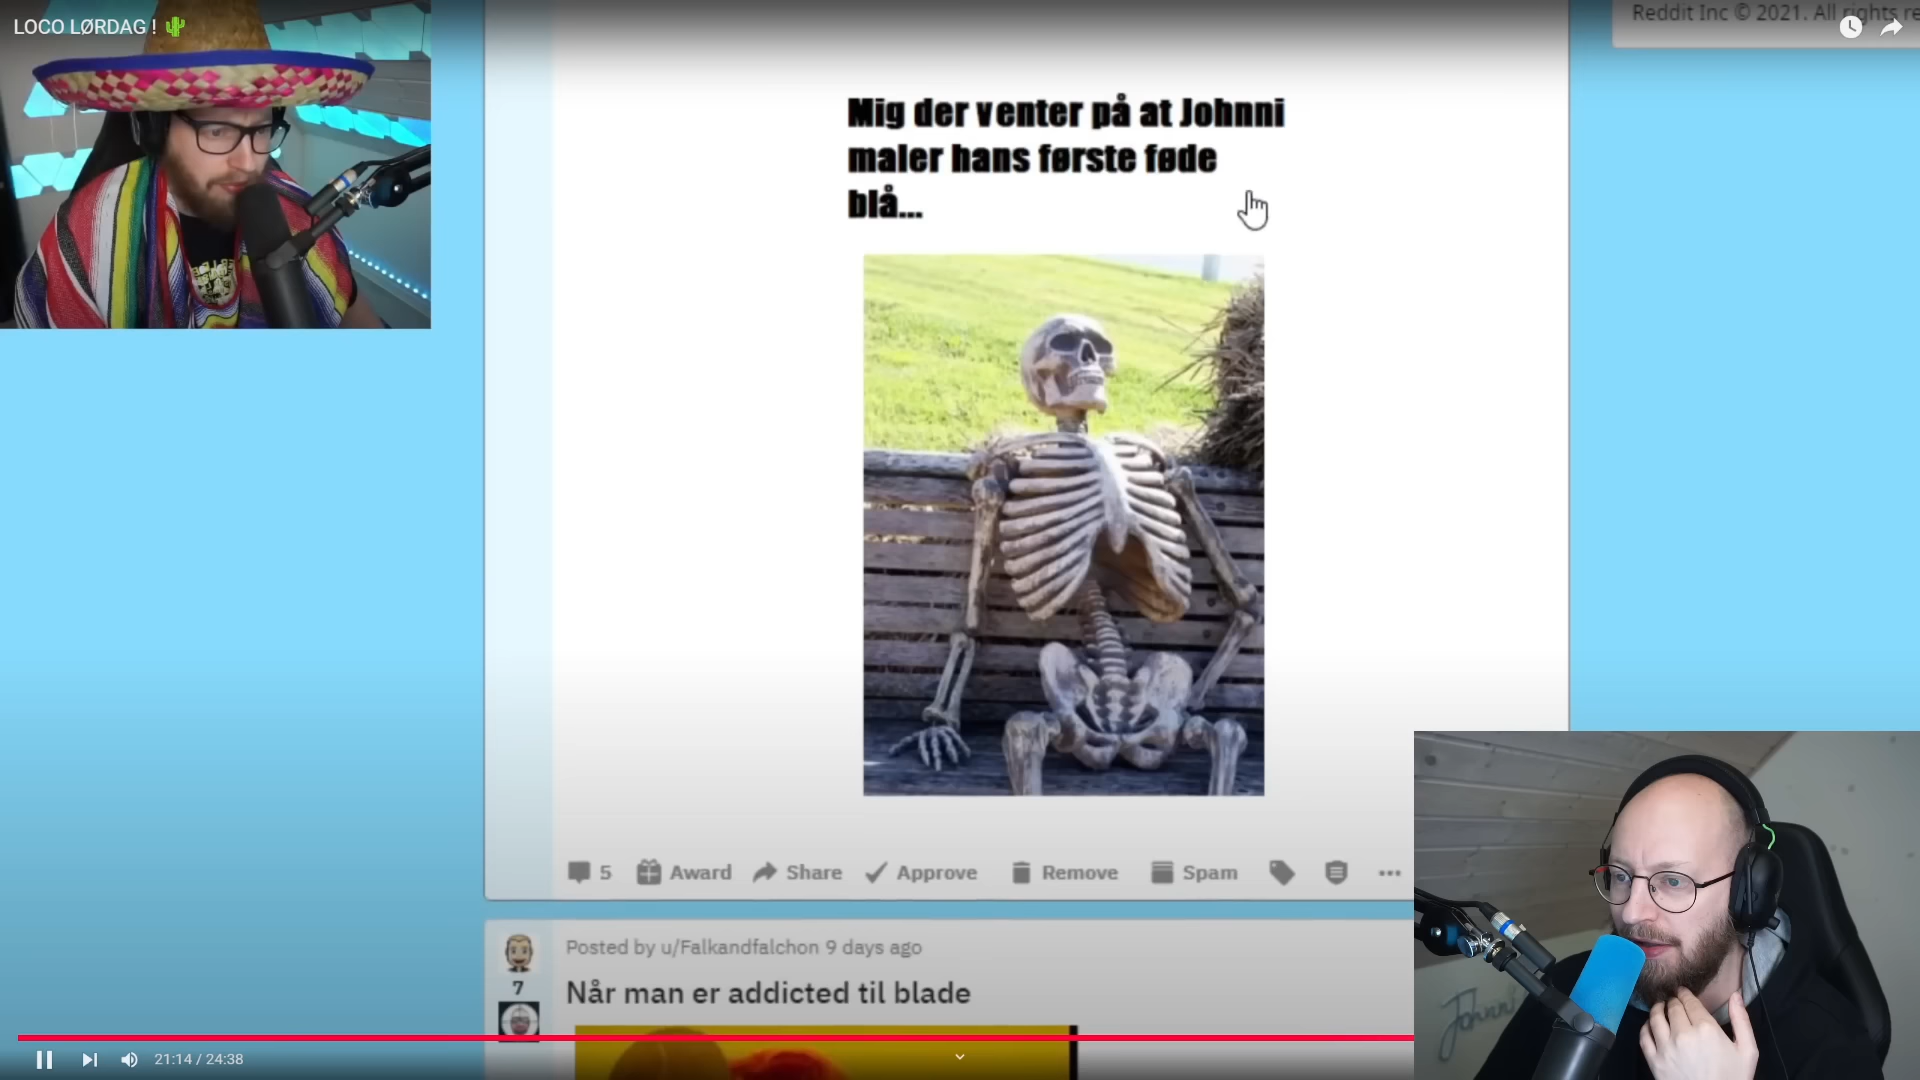 LOCO LØRDAG !
Reddit Inc © 2021. All rights re
Mig der venter på at Johnni
maler hans første føde
blå...
5 Award Share Approve Remove Spam
Posted by u/Falkandfalchon 9 days ago
7
Når man er addicted til blade
Johnni
21:14 / 24:38